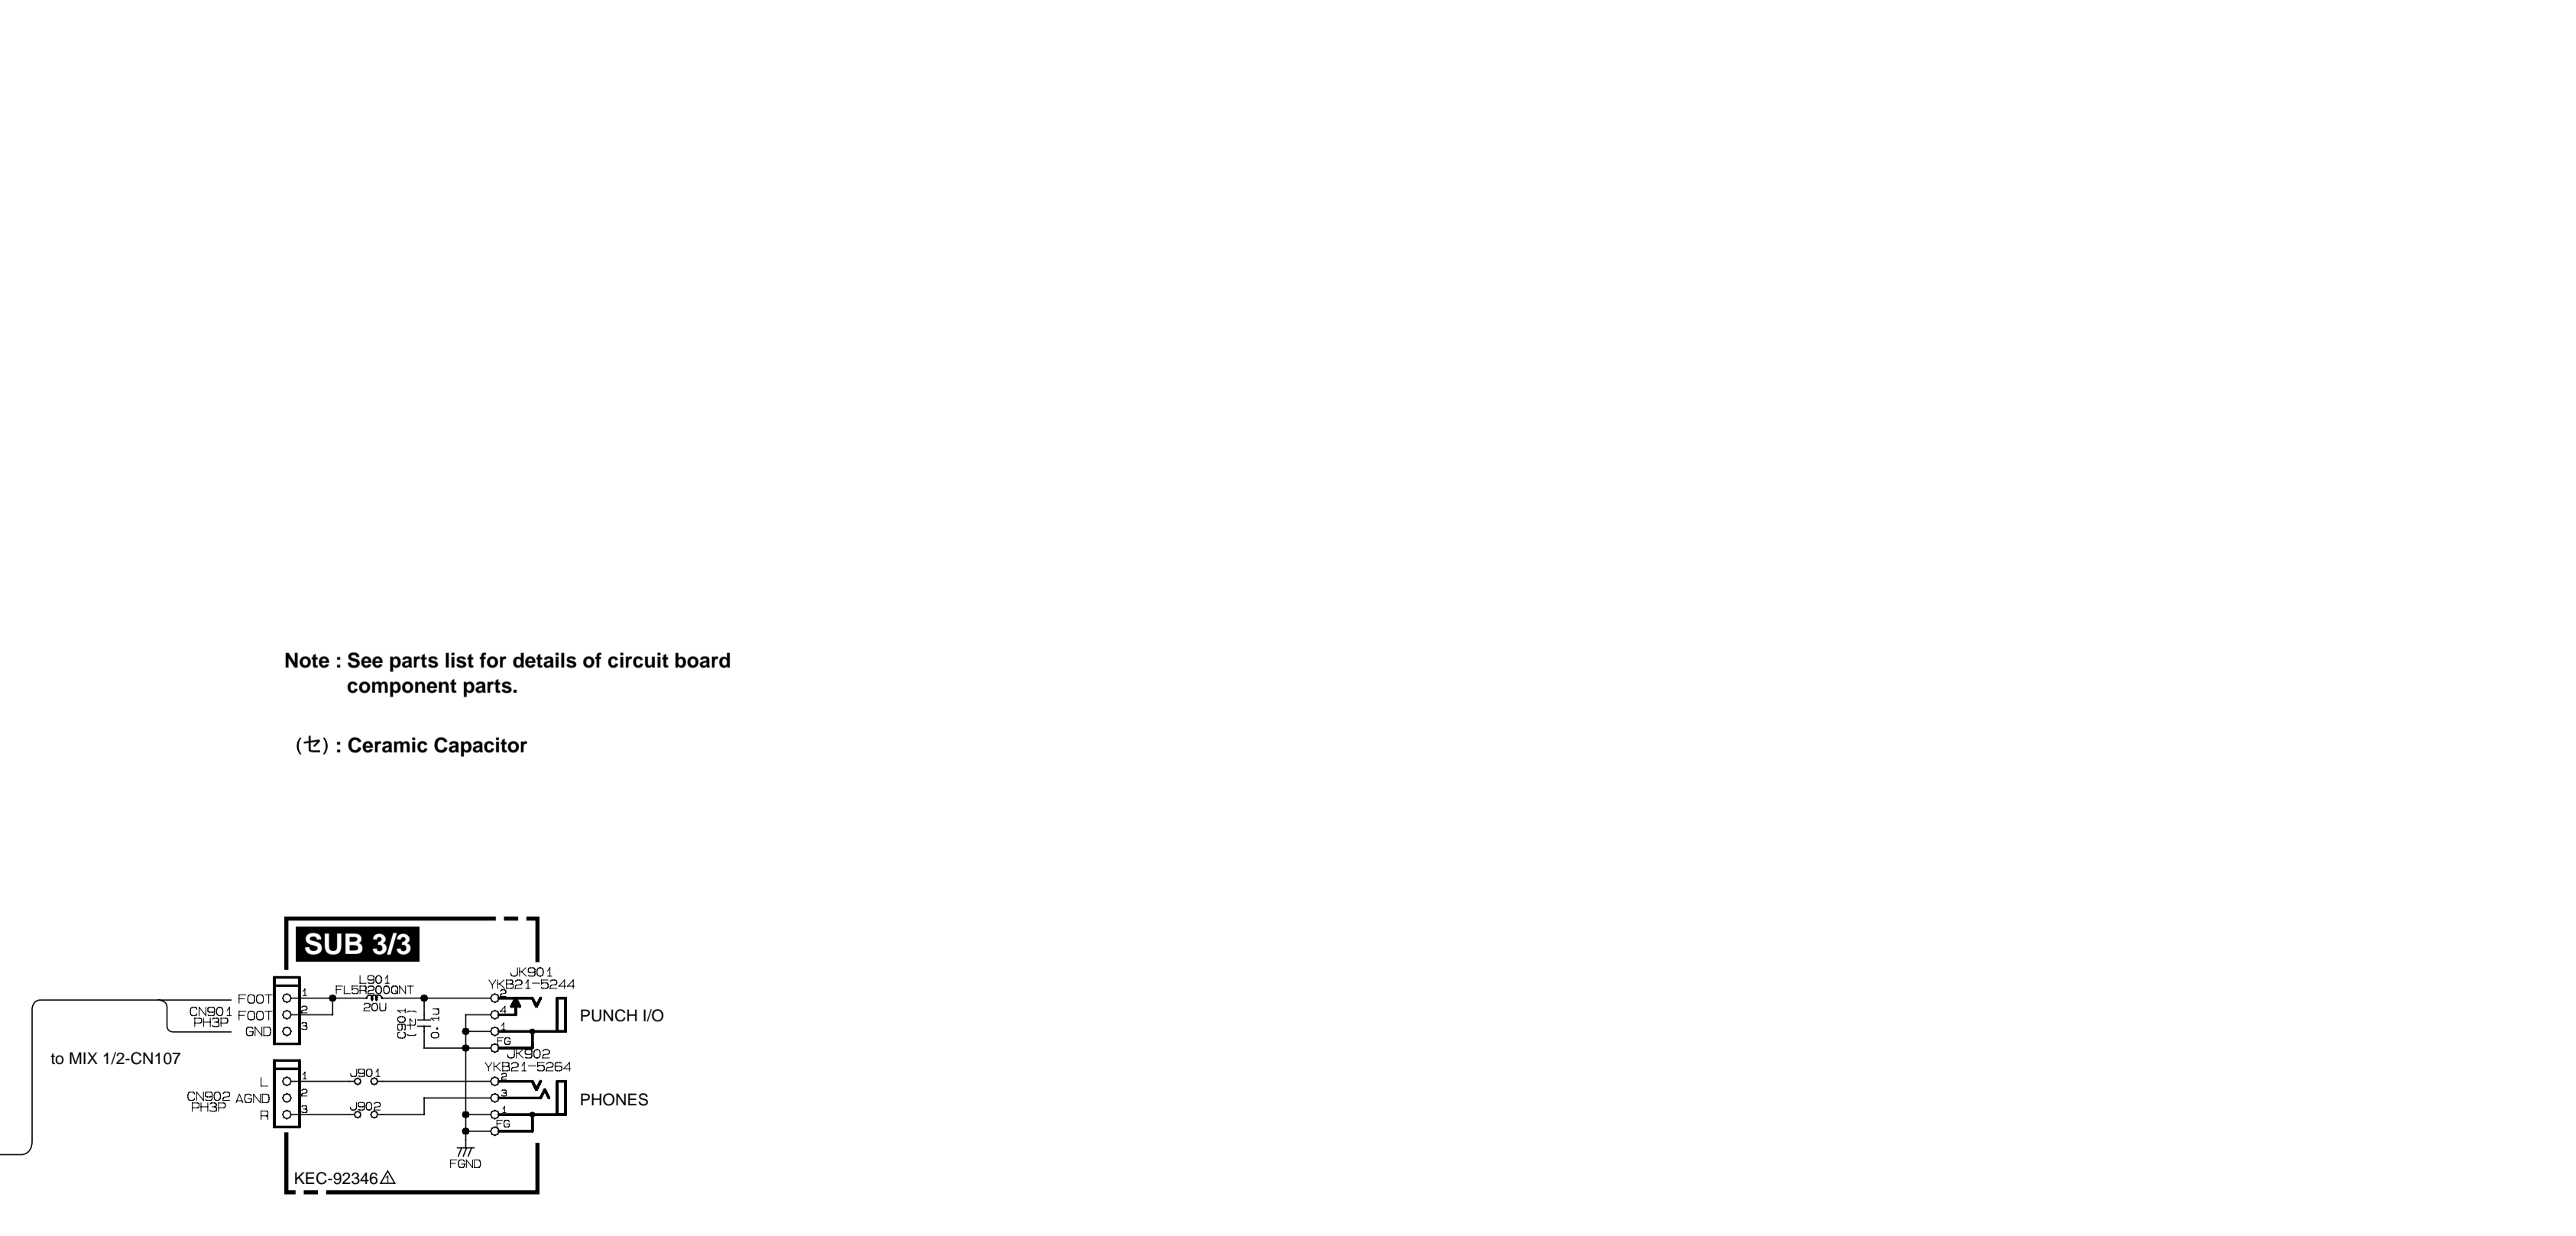 Note : See parts list for details of circuit board
component parts.
(セ) : Ceramic Capacitor
SUB 3/3
L901
FL5R200QNT
20U
JK901
YKB21-5244
FOOT
1
2
CN901
PH3P
FOOT
2
4
GND
3
1
C901
(セ)
0.1u
FG
PUNCH I/O
to MIX 1/2-CN107
JK902
YKB21-5264
L
1
J901
2
CN902
PH3P
AGND
2
3
R
3
J902
1
FG
PHONES
FGND
KEC-92346